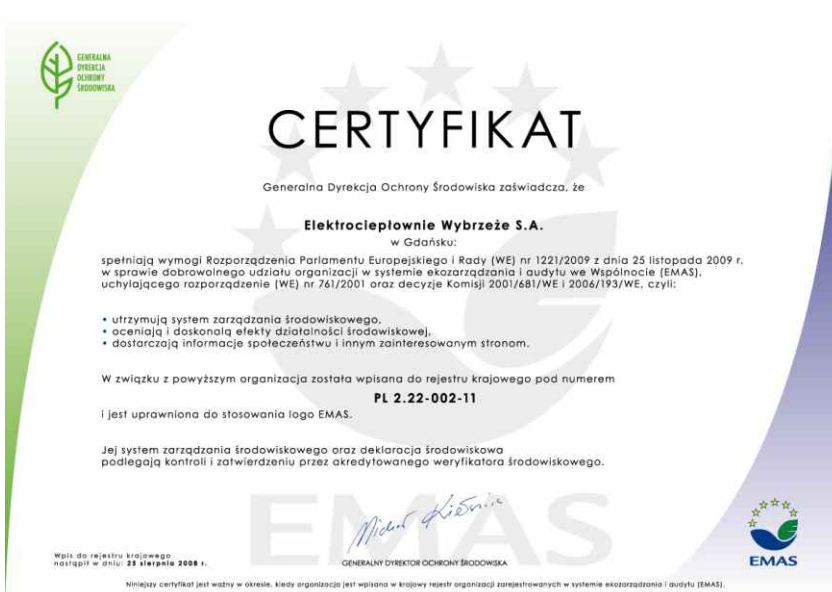 GENERALNA
DYREKCJA
OCHRONY
ŚRODOWISKA
CERTYFIKAT
Generalna Dyrekcja Ochrony Środowiska zaświadcza, że
Elektrociepłownie Wybrzeże S.A.
w Gdańsku:
spełniają wymogi Rozporządzenia Parlamentu Europejskiego i Rady (WE) nr 1221/2009 z dnia 25 listopada 2009 r.
w sprawie dobrowolnego udziału organizacji w systemie ekozarządzania i audytu we Wspólnocie (EMAS),
uchylającego rozporządzenie (WE) nr 761/2001 oraz decyzje Komisji 2001/681/WE i 2006/193/WE, czyli:
• utrzymują system zarządzania środowiskowego,
• oceniają i doskonalą efekty działalności środowiskowej,
• dostarczają informacje społeczeństwu i innym zainteresowanym stronom.
W związku z powyższym organizacja została wpisana do rejestru krajowego pod numerem
PL 2.22-002-11
i jest uprawniona do stosowania logo EMAS.
Jej system zarządzania środowiskowego oraz deklaracja środowiskowa
podlegają kontroli i zatwierdzeniu przez akredytowanego weryfikatora środowiskowego.
EMAS
Michał Kiełsznia
Wpis do rejestru krajowego
nastąpił w dniu: 25 sierpnia 2008 r.
GENERALNY DYREKTOR OCHRONY ŚRODOWISKA
EMAS
Niniejszy certyfikat jest ważny w okresie, kiedy organizacja jest wpisana w krajowy rejestr organizacji zarejestrowanych w systemie ekozarządzania i audytu (EMAS).